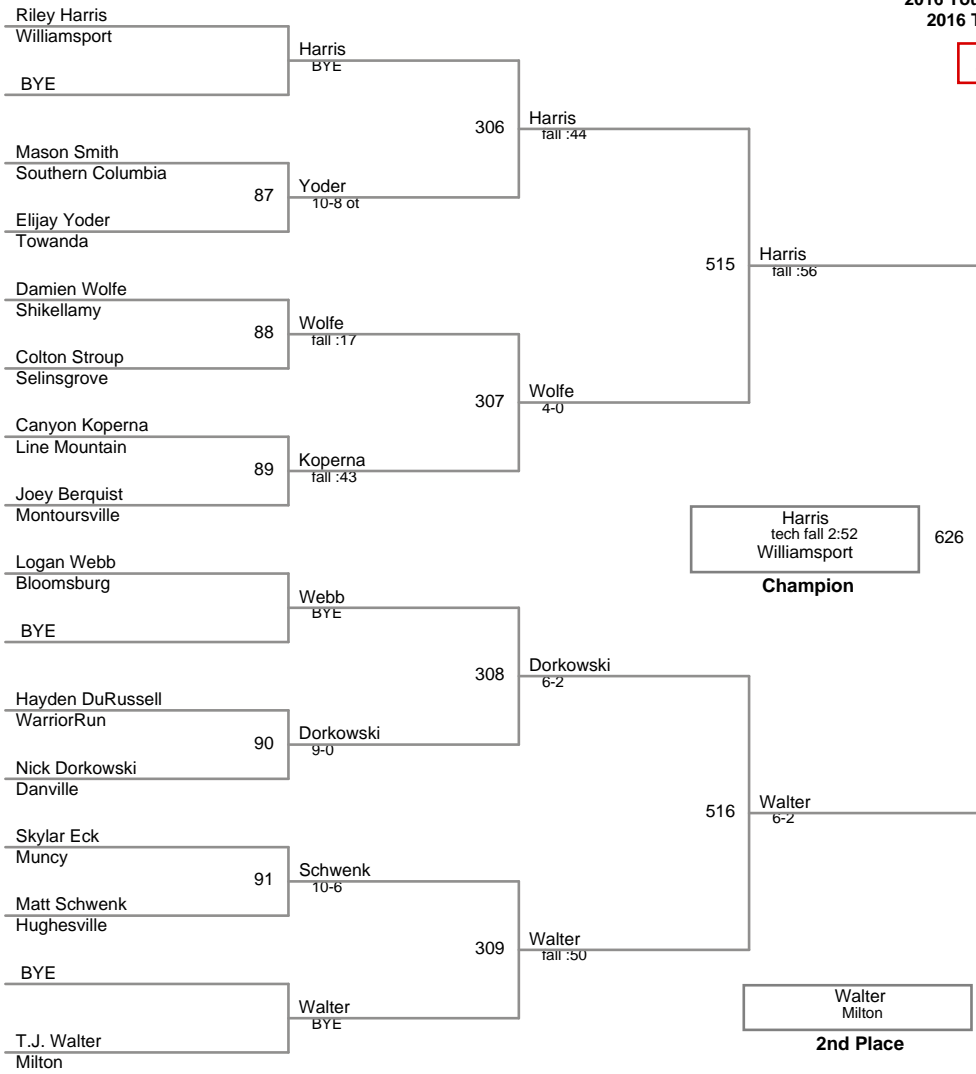 2016
2016
Riley Harris
Williamsport
Harris
BYE
BYE
306
Harris
fall :44
Mason Smith
Southern Columbia
87
Yoder
10-8 ot
Elijay Yoder
Towanda
515
Harris
fall :56
Damien Wolfe
Shikellamy
88
Wolfe
fall :17
Colton Stroup
Selinsgrove
307
Wolfe
4-0
Canyon Koperna
Line Mountain
89
Koperna
fall :43
Joey Berquist
Montoursville
Harris
tech fall 2:52
Williamsport
626
Champion
Logan Webb
Bloomsburg
Webb
BYE
BYE
308
Dorkowski
6-2
Hayden DuRussell
WarriorRun
90
Dorkowski
9-0
Nick Dorkowski
Danville
516
Walter
6-2
Skylar Eck
Muncy
91
Schwenk
10-6
Matt Schwenk
Hughesville
309
Walter
fall :50
BYE
Walter
BYE
T.J. Walter
Milton
Walter
Milton
2nd Place